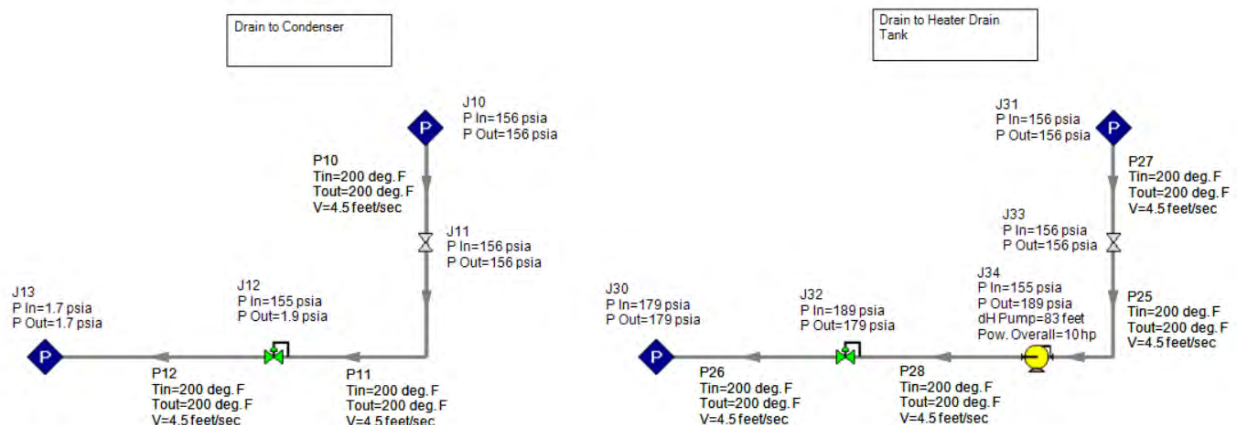 Drain to Condenser
J10
P In=156 psia
P Out=156 psia
P
P10
Tin=200 deg. F
Tout=200 deg. F
V=4.5 feet/sec
J11
P In=156 psia
P Out=156 psia
J12
P In=155 psia
P Out=1.9 psia
J13
P In=1.7 psia
P Out=1.7 psia
P
P12
Tin=200 deg. F
Tout=200 deg. F
V=4.5 feet/sec
P11
Tin=200 deg. F
Tout=200 deg. F
V=4.5 feet/sec
Drain to Heater Drain
Tank
J31
P In=156 psia
P Out=156 psia
P
P27
Tin=200 deg. F
Tout=200 deg. F
V=4.5 feet/sec
J33
P In=156 psia
P Out=156 psia
J34
P In=155 psia
P Out=189 psia
dH Pump=83 feet
Pow. Overall=10 hp
P25
Tin=200 deg. F
Tout=200 deg. F
V=4.5 feet/sec
J30
P In=179 psia
P Out=179 psia
J32
P In=189 psia
P Out=179 psia
P
P26
Tin=200 deg. F
Tout=200 deg. F
V=4.5 feet/sec
P28
Tin=200 deg. F
Tout=200 deg. F
V=4.5 feet/sec